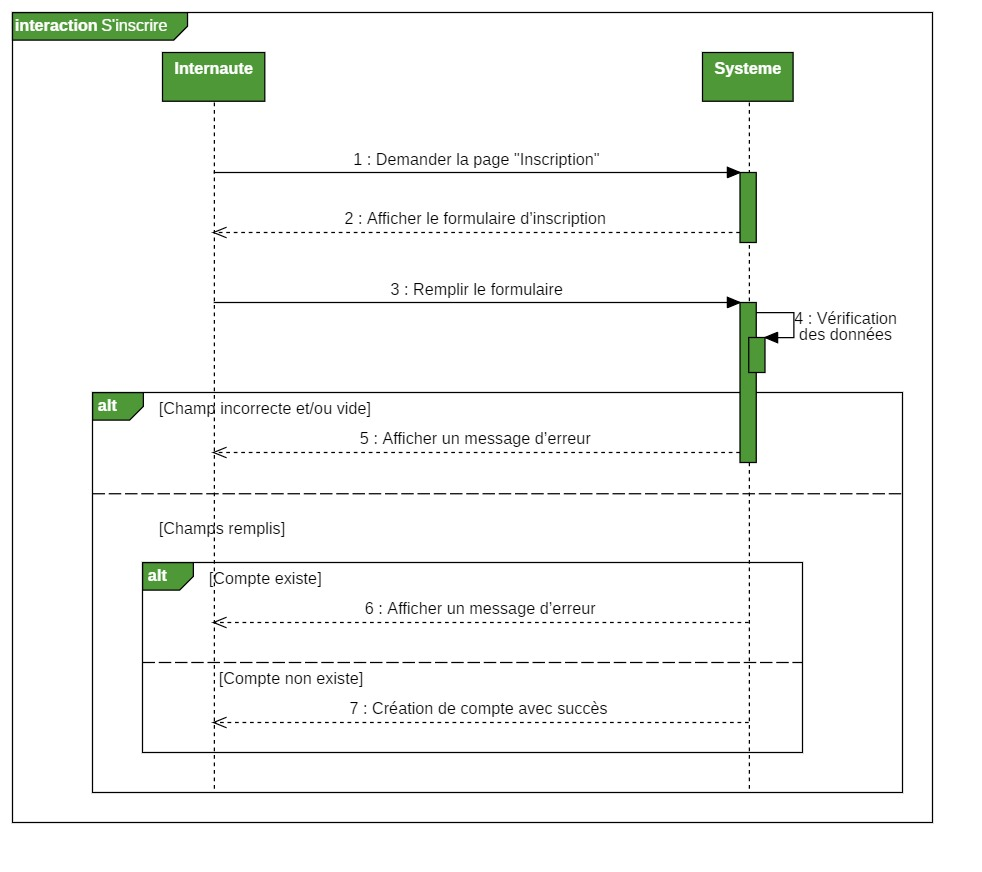 interaction S'inscrire
Internaute
Systeme
1 : Demander la page "Inscription"
2 : Afficher le formulaire d'inscription
3 : Remplir le formulaire
4 : Vérification
des données
alt
[Champ incorrecte et/ou vide]
5 : Afficher un message d'erreur
[Champs remplis]
alt
[Compte existe]
6 : Afficher un message d'erreur
[Compte non existe]
7 : Création de compte avec succès